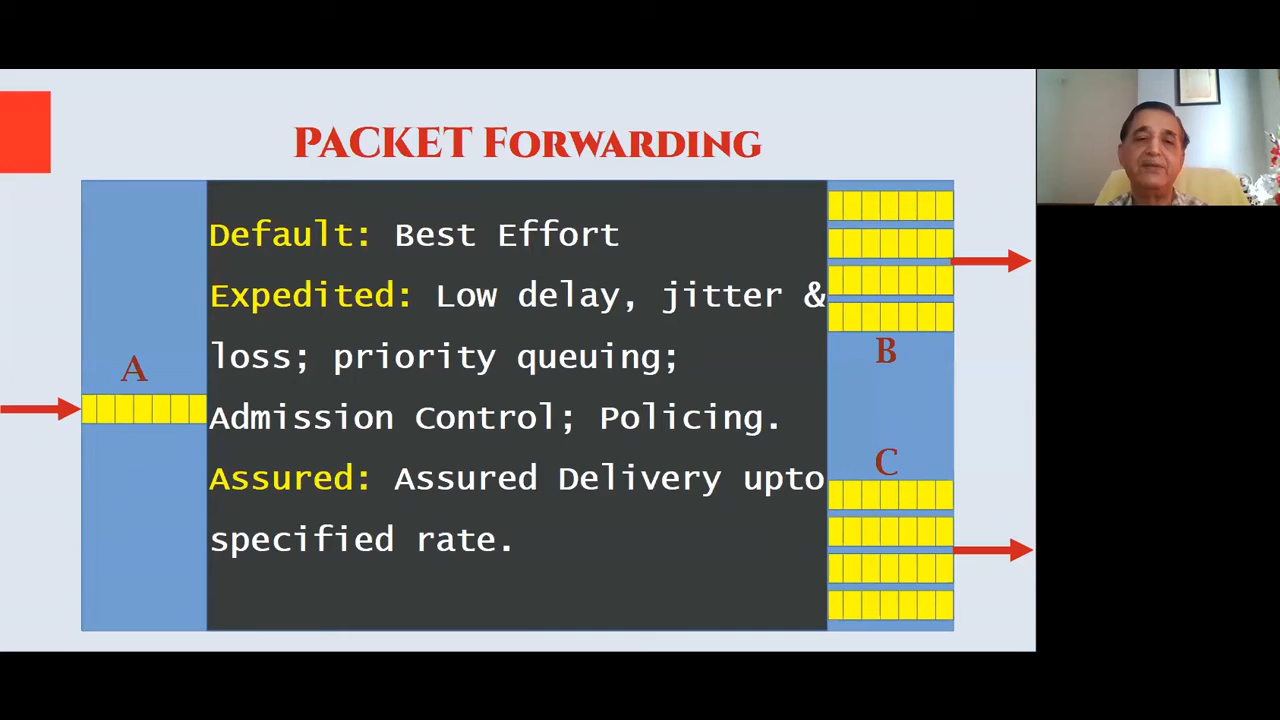 PACKET FORWARDING
Default: Best Effort
Expedited: Low delay, jitter &
loss; priority queuing;
Admission Control; Policing.
Assured: Assured Delivery upto
specified rate.
A
B
C